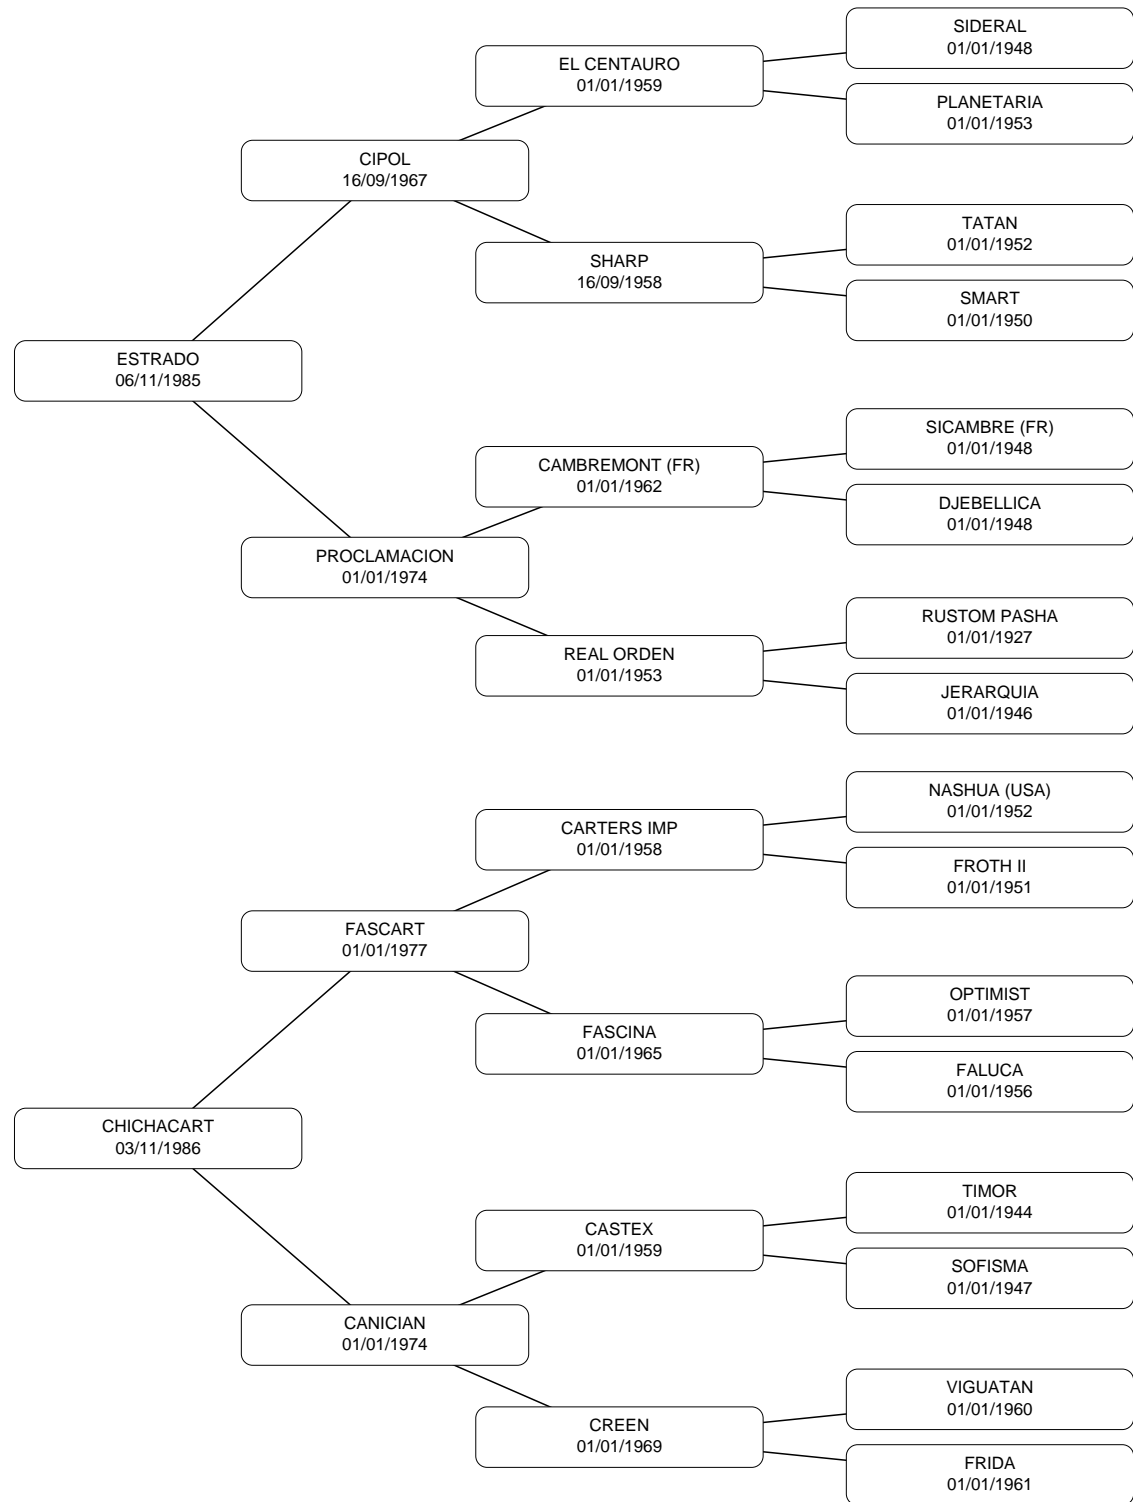 SIDERAL
01/01/1948
EL CENTAURO
01/01/1959
PLANETARIA
01/01/1953
CIPOL
16/09/1967
TATAN
01/01/1952
SHARP
16/09/1958
SMART
01/01/1950
ESTRADO
06/11/1985
SICAMBRE (FR)
01/01/1948
CAMBREMONT (FR)
01/01/1962
DJEBELLICA
01/01/1948
PROCLAMACION
01/01/1974
RUSTOM PASHA
01/01/1927
REAL ORDEN
01/01/1953
JERARQUIA
01/01/1946
NASHUA (USA)
01/01/1952
CARTERS IMP
01/01/1958
FROTH II
01/01/1951
FASCART
01/01/1977
OPTIMIST
01/01/1957
FASCINA
01/01/1965
FALUCA
01/01/1956
CHICHACART
03/11/1986
TIMOR
01/01/1944
CASTEX
01/01/1959
SOFISMA
01/01/1947
CANICIAN
01/01/1974
VIGUATAN
01/01/1960
CREEN
01/01/1969
FRIDA
01/01/1961